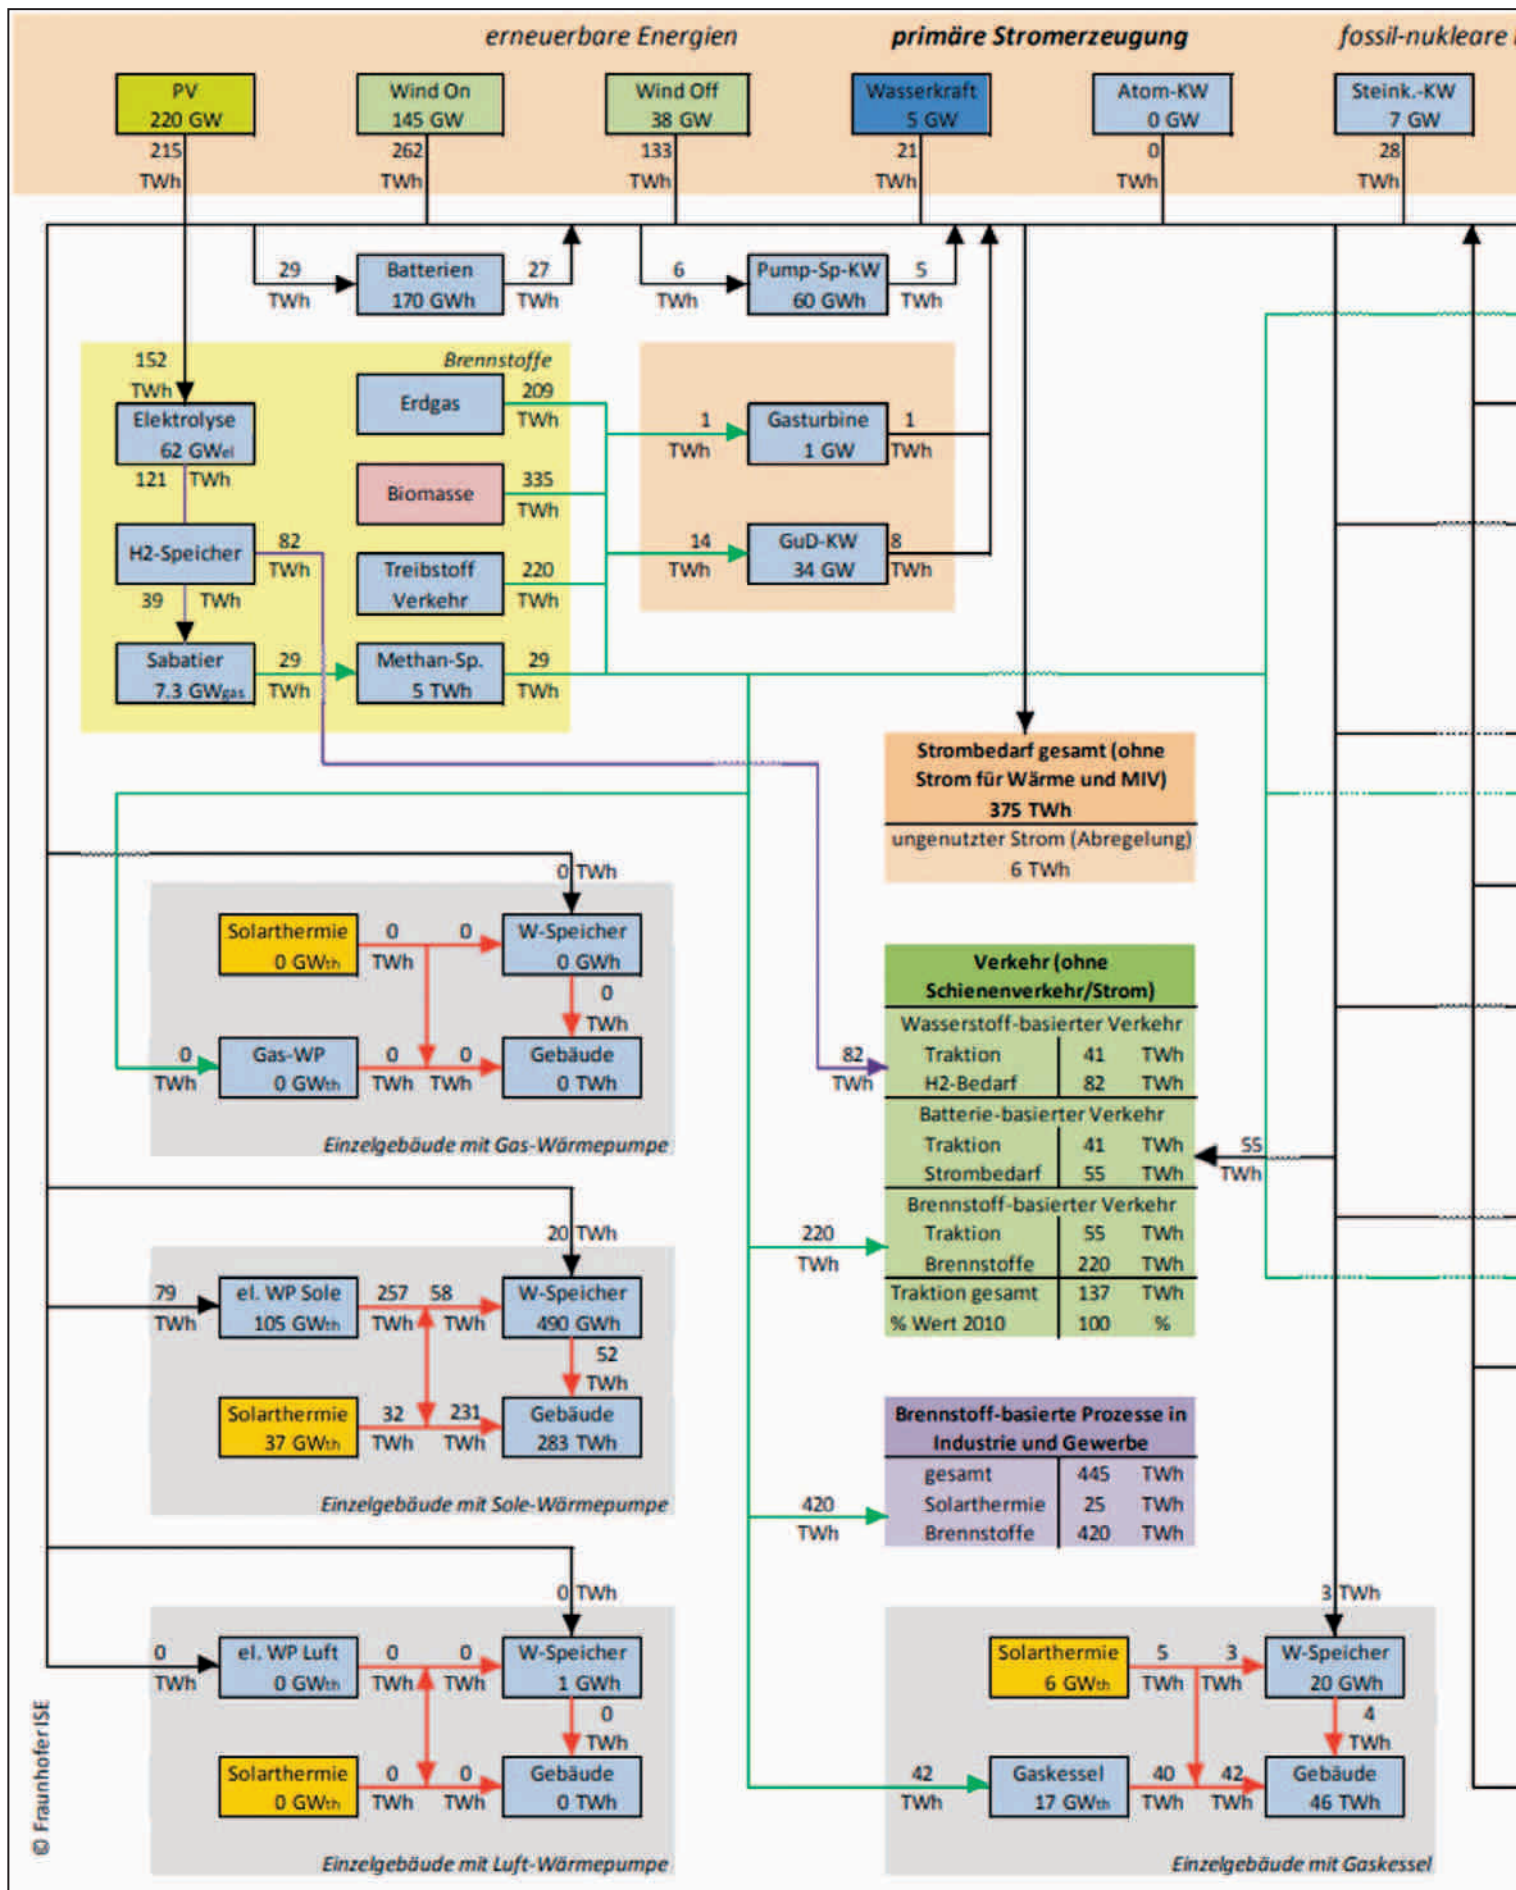 erneuerbare Energien
primäre Stromerzeugung
fossil-nukleare
PV
220 GW
Wind On
145 GW
Wind Off
38 GW
Wasserkraft
5 GW
Atom-KW
0 GW
Steink.-KW
7 GW
215
TWh
262
TWh
133
TWh
21
TWh
0
TWh
28
TWh
29
TWh
Batterien
170 GWh
27
TWh
6
TWh
Pump-Sp-KW
60 GWh
5
TWh
Brennstoffe
152
TWh
Elektrolyse
62 GWel
121 TWh
H2-Speicher
82
TWh
39 TWh
Sabatier
7.3 GWgas
29
TWh
Erdgas
209
TWh
Biomasse
335
TWh
Treibstoff
Verkehr
220
TWh
Methan-Sp.
5 TWh
29
TWh
1
TWh
Gasturbine
1 GW
1
TWh
14
TWh
GuD-KW
34 GW
8
TWh
Strombedarf gesamt (ohne
Strom für Wärme und MIV)
375 TWh
ungenutzter Strom (Abregelung)
6 TWh
0 TWh
Solarthermie
0 GWth
0
TWh
0
W-Speicher
0 GWh
0
TWh
0
TWh
Gas-WP
0 GWth
0
TWh
0
TWh
Gebäude
0 TWh
Einzelgebäude mit Gas-Wärmepumpe
82
TWh
Verkehr (ohne
Schienenverkehr/Strom)
Wasserstoff-basierter Verkehr
Traktion 41 TWh
H2-Bedarf 82 TWh
Batterie-basierter Verkehr
Traktion 41 TWh
Strombedarf 55 TWh
Brennstoff-basierter Verkehr
Traktion 55 TWh
Brennstoffe 220 TWh
Traktion gesamt 137 TWh
% Wert 2010 100 %
55
TWh
220
TWh
20 TWh
79
TWh
el. WP Sole
105 GWth
257
TWh
58
TWh
W-Speicher
490 GWh
52
TWh
Solarthermie
37 GWth
32
TWh
231
TWh
Gebäude
283 TWh
Einzelgebäude mit Sole-Wärmepumpe
Brennstoff-basierte Prozesse in
Industrie und Gewerbe
gesamt 445 TWh
Solarthermie 25 TWh
Brennstoffe 420 TWh
420
TWh
0 TWh
0
TWh
el. WP Luft
0 GWth
0
TWh
0
TWh
W-Speicher
1 GWh
0
TWh
Solarthermie
0 GWth
0
TWh
0
TWh
Gebäude
0 TWh
Einzelgebäude mit Luft-Wärmepumpe
3 TWh
Solarthermie
6 GWth
5
TWh
3
TWh
W-Speicher
20 GWh
4
TWh
42
TWh
Gaskessel
17 GWth
40
TWh
42
TWh
Gebäude
46 TWh
Einzelgebäude mit Gaskessel
© Fraunhofer ISE